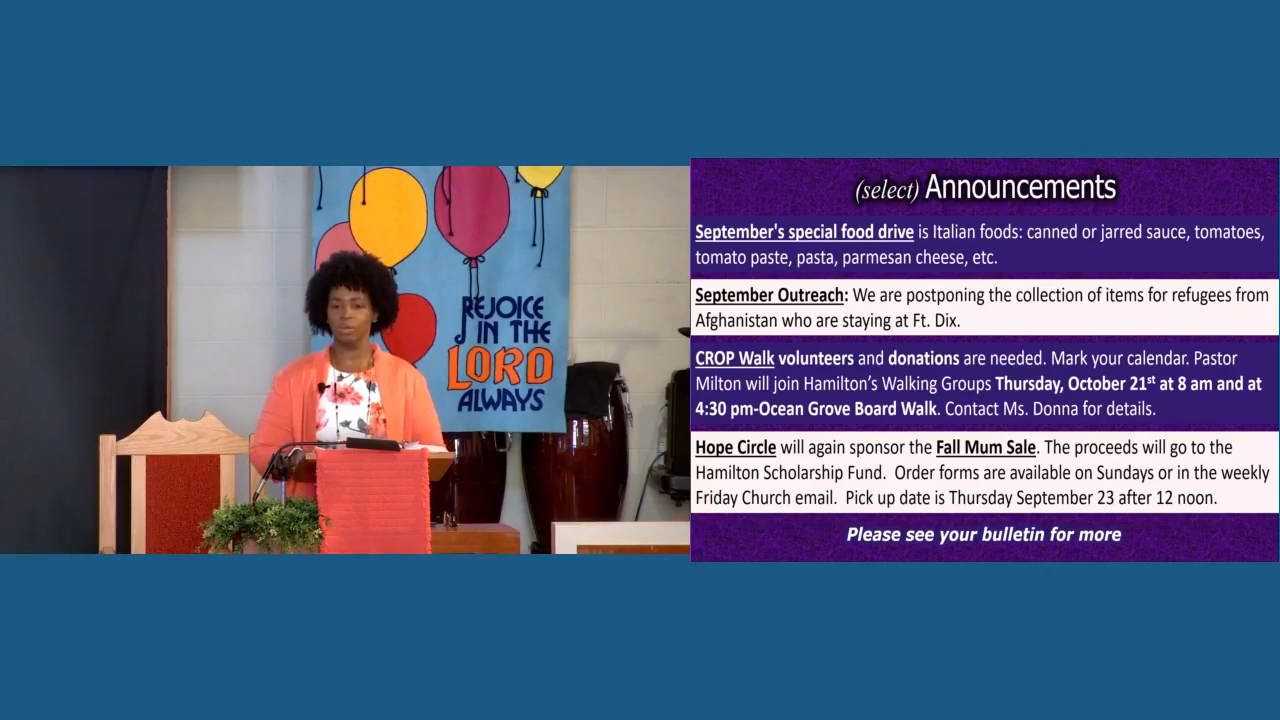 REJOICE
IN THE
LORD
ALWAYS
(select) Announcements
September's special food drive is Italian foods: canned or jarred sauce, tomatoes,
tomato paste, pasta, parmesan cheese, etc.
September Outreach: We are postponing the collection of items for refugees from
Afghanistan who are staying at Ft. Dix.
CROP Walk volunteers and donations are needed. Mark your calendar. Pastor
Milton will join Hamilton's Walking Groups Thursday, October 21st at 8 am and at
4:30 pm-Ocean Grove Board Walk. Contact Ms. Donna for details.
Hope Circle will again sponsor the Fall Mum Sale. The proceeds will go to the
Hamilton Scholarship Fund. Order forms are available on Sundays or in the weekly
Friday Church email. Pick up date is Thursday September 23 after 12 noon.
Please see your bulletin for more